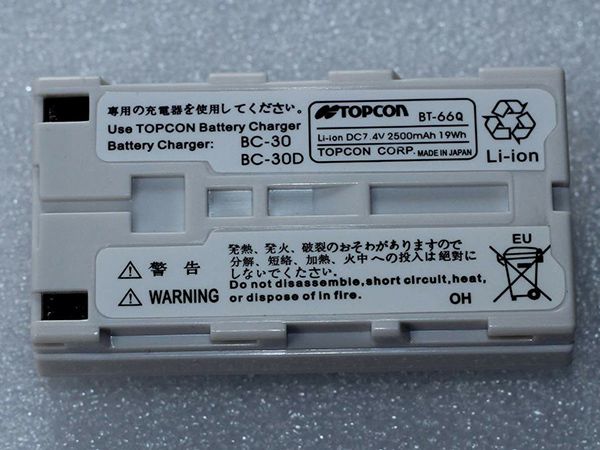 専用の充電器を使用してください。
Use TOPCON Battery Charger
Battery Charger: BC-30
BC-30D
TOPCON BT-66Q
Li-ion DC7.4V 2500mAh 19Wh
TOPCON CORP. MADE IN JAPAN
Li-ion
警告
WARNING
発熱、発火、破裂のおそわがありますので
分解、短絡、加熱、火中への投入は絶対に
しないでください。
Do not disassemble,short circuit,heat,
or dispose of in fire.
OH
EU